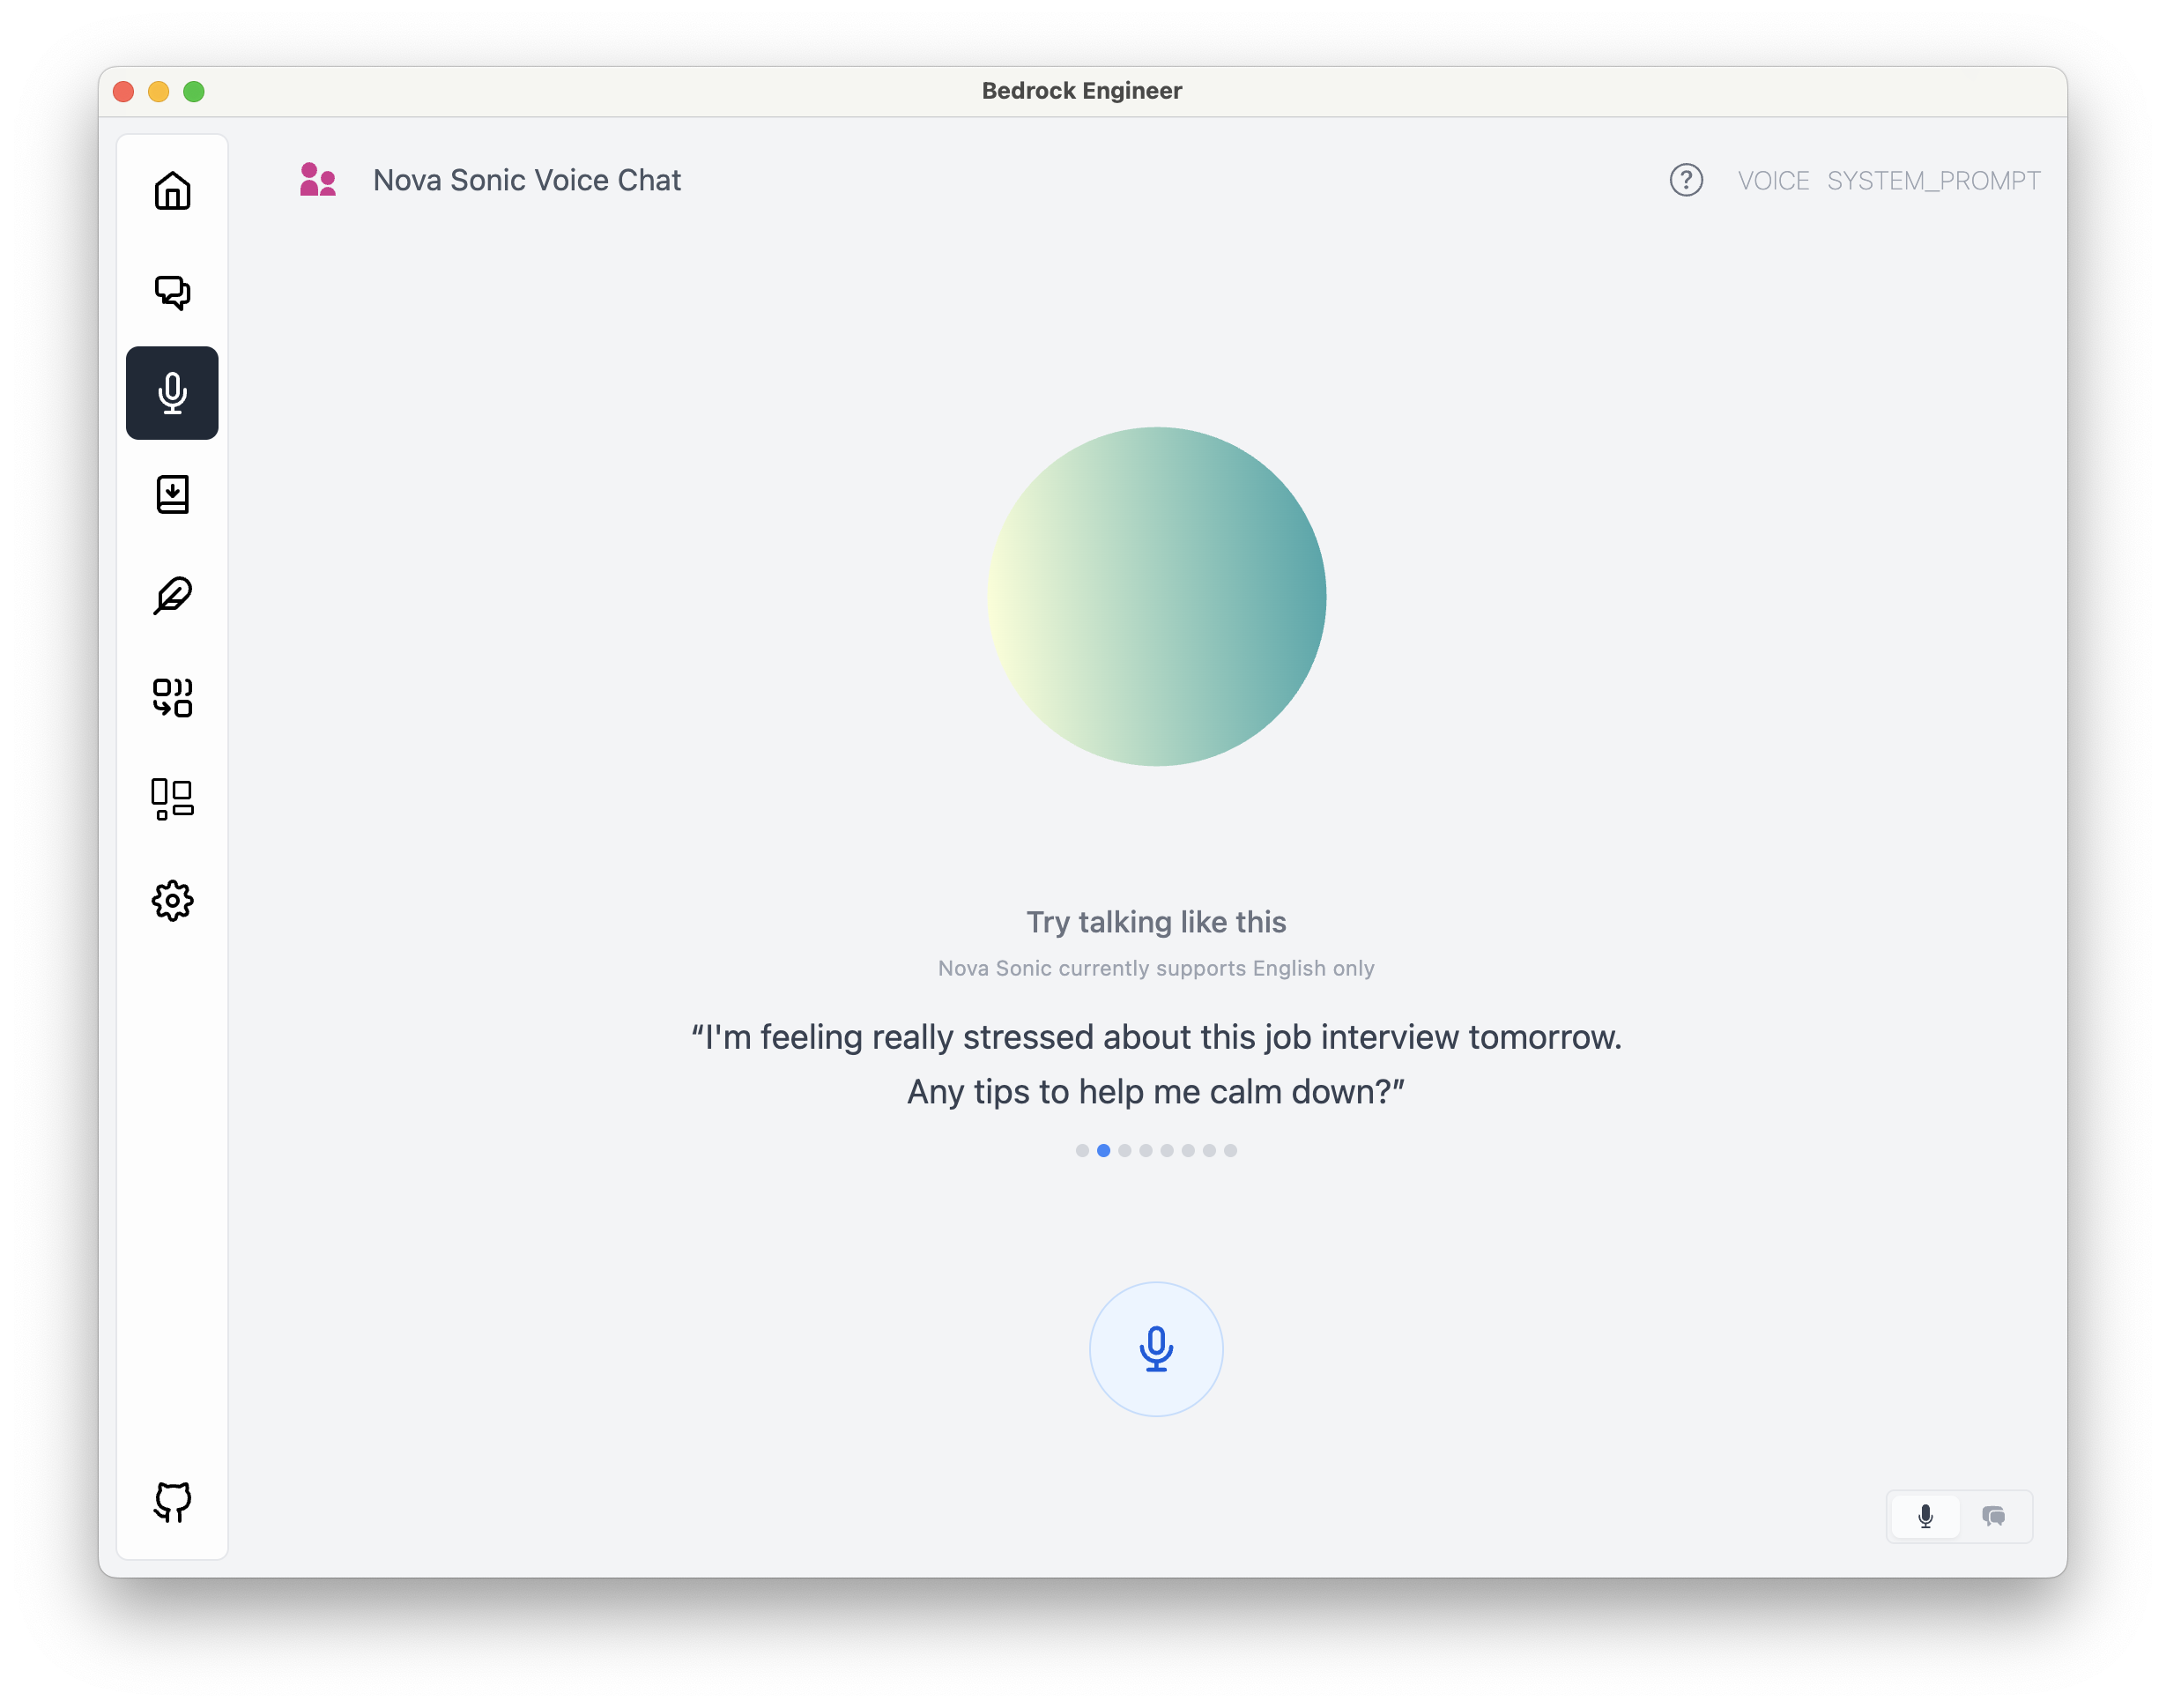 Bedrock Engineer
Nova Sonic Voice Chat
? VOICE SYSTEM_PROMPT
Try talking like this
Nova Sonic currently supports English only
“I'm feeling really stressed about this job interview tomorrow.
Any tips to help me calm down?”